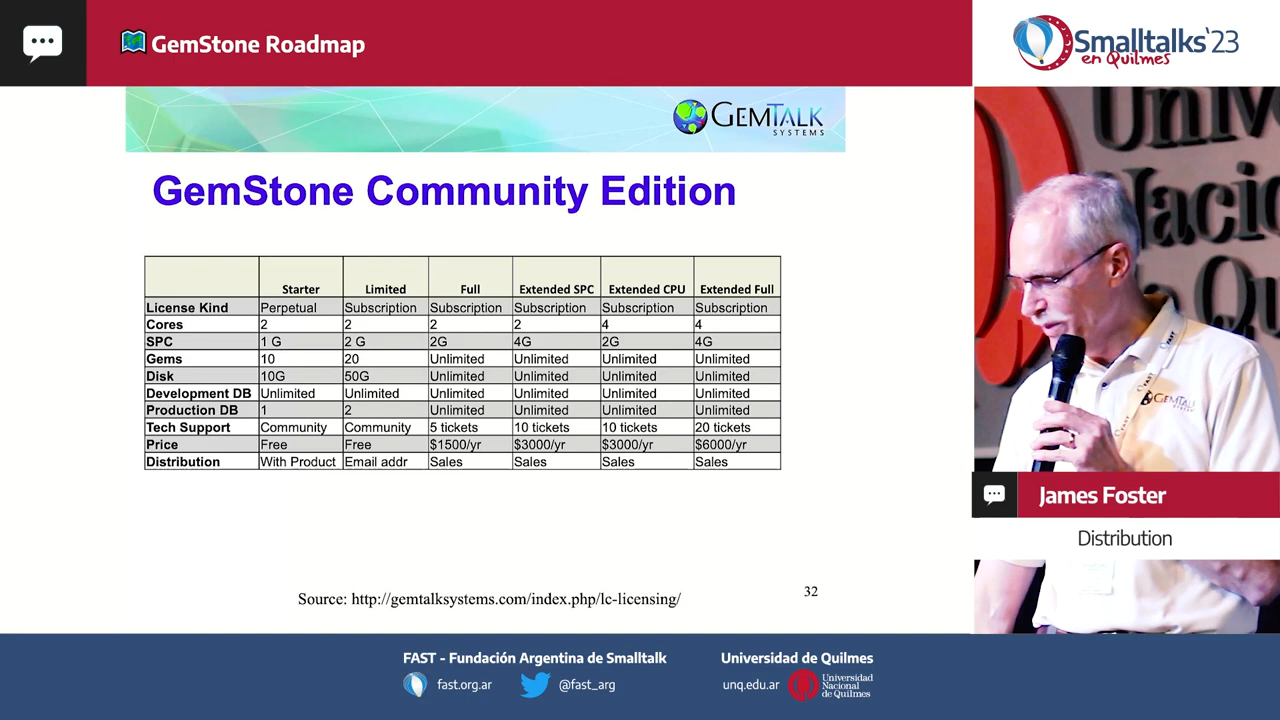 GemStone Roadmap
Smalltalks'23
en Quilmes
GEMTALK
SYSTEMS
GemStone Community Edition
Starter Limited Full Extended SPC Extended CPU Extended Full
License Kind Perpetual Subscription Subscription Subscription Subscription Subscription
Cores 2 2 2 2 4 4
SPC 1 G 2 G 2G 4G 2G 4G
Gems 10 20 Unlimited Unlimited Unlimited Unlimited
Disk 10G 50G Unlimited Unlimited Unlimited Unlimited
Development DB Unlimited Unlimited Unlimited Unlimited Unlimited Unlimited
Production DB 1 2 Unlimited Unlimited Unlimited Unlimited
Tech Support Community Community 5 tickets 10 tickets 10 tickets 20 tickets
Price Free Free $1500/yr $3000/yr $3000/yr $6000/yr
Distribution With Product Email addr Sales Sales Sales Sales
Source: http://gemtalksystems.com/index.php/lc-licensing/
32
FAST
GEMTALK
James Foster
Distribution
FAST - Fundación Argentina de Smalltalk
fast.org.ar
@fast_arg
Universidad de Quilmes
unq.edu.ar
Universidad
Nacional
de Quilmes